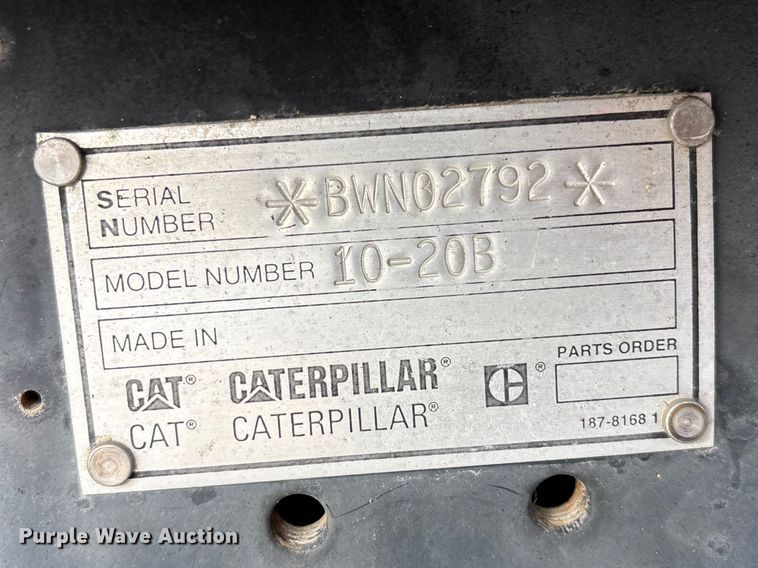 SERIAL
NUMBER *BWN02792*
MODEL NUMBER 10-20B
MADE IN
CAT® CATERPILLAR® C® PARTS ORDER
CAT® CATERPILLAR®
187-8168 1
Purple Wave Auction